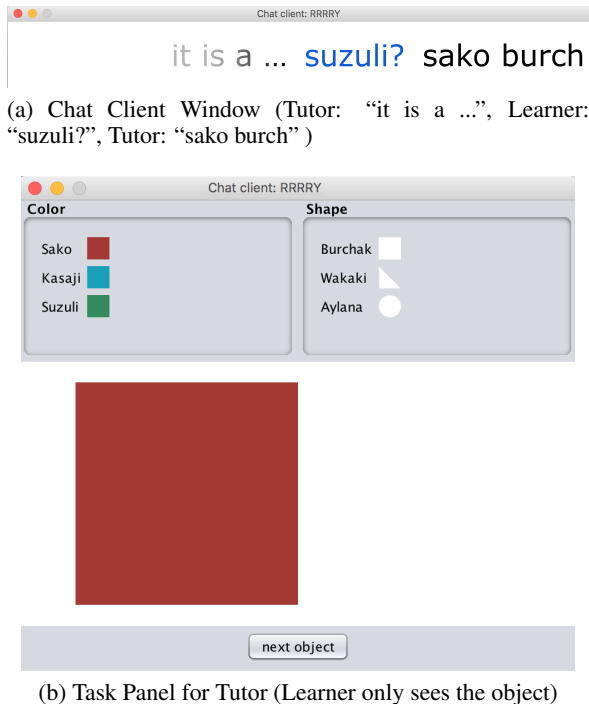 Chat client: RRRRY
it is a ... suzuli? sako burch
(a) Chat Client Window (Tutor: “it is a ...”, Learner:
“suzuli?”, Tutor: “sako burch” )
Chat client: RRRRY
Color Shape
Sako Burchak
Kasaji Wakaki
Suzuli Aylana
next object
(b) Task Panel for Tutor (Learner only sees the object)